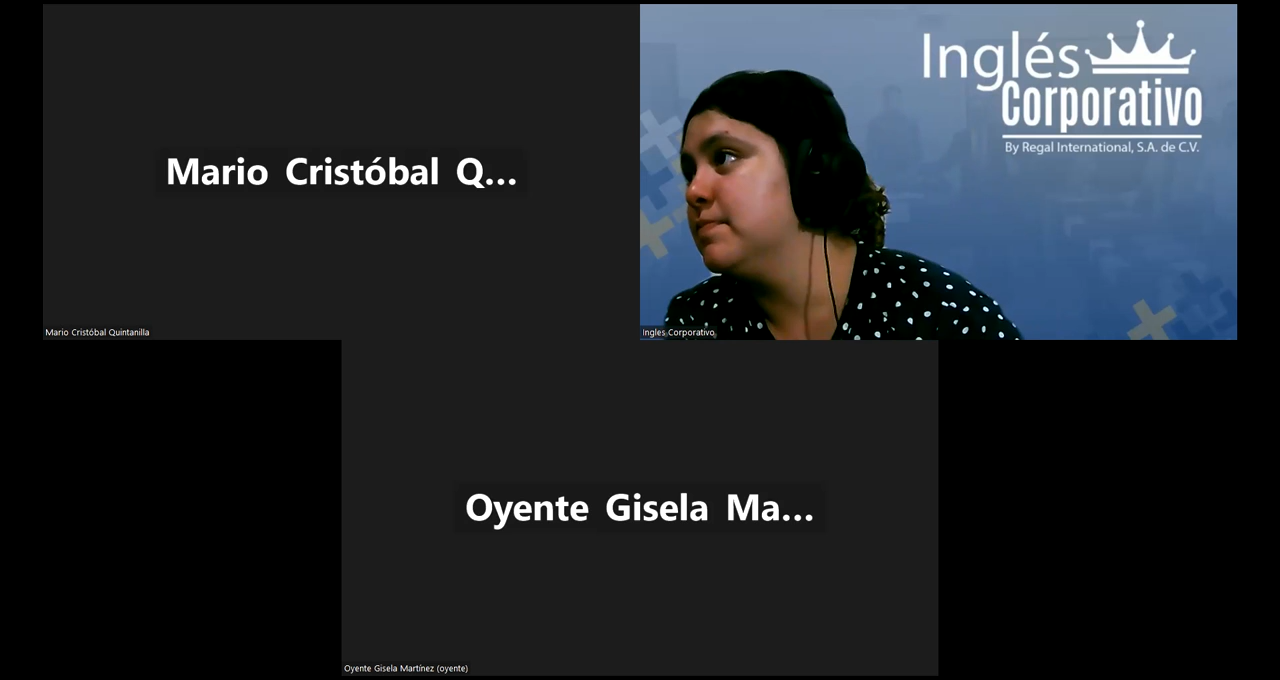 Mario Cristóbal Q...
Mario Cristóbal Quintanilla
Inglés
Corporativo
By Regal International, S.A. de C.V.
Ingles Corporativo
Oyente Gisela Ma...
Oyente Gisela Martínez (oyente)